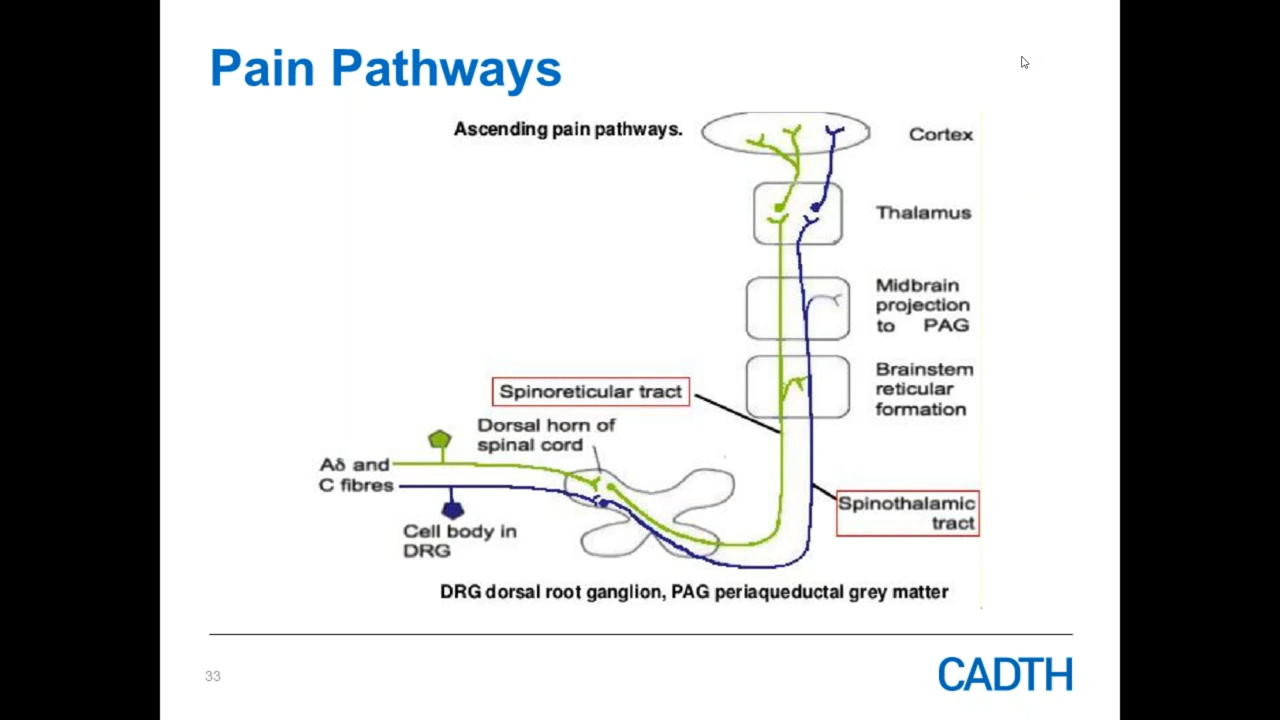 Pain Pathways
Ascending pain pathways.
Cortex
Thalamus
Midbrain
projection
to PAG
Brainstem
reticular
formation
Spinoreticular tract
Dorsal horn of
spinal cord
Aδ and
C fibres
Spinothalamic
tract
Cell body in
DRG
DRG dorsal root ganglion, PAG periaqueductal grey matter
33
CADTH